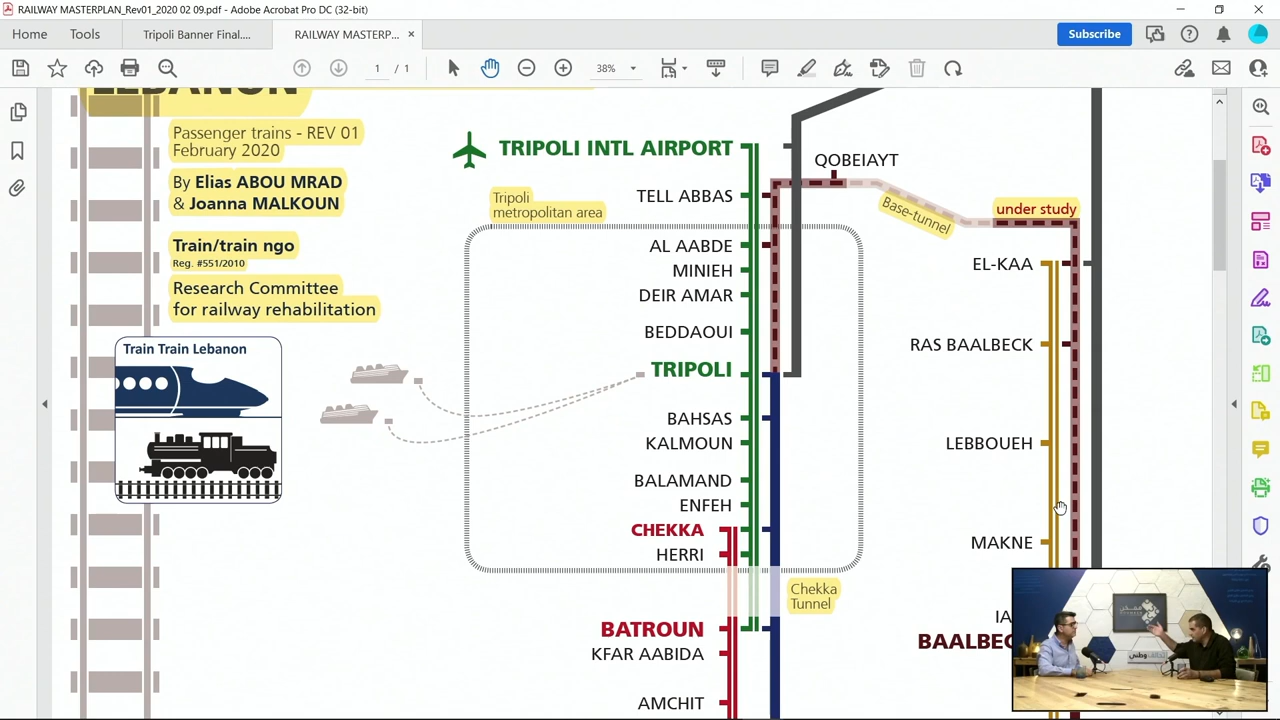 RAILWAY MASTERPLAN_Rev01_2020 02 09.pdf - Adobe Acrobat Pro DC (32-bit)
Home
Tools
Tripoli Banner Final....
RAILWAY MASTERP...
Subscribe
/ 1
38%
LEBANON
Passenger trains - REV 01
February 2020
By Elias ABOU MRAD
& Joanna MALKOUN
Train/train ngo
Reg. #551/2010
Research Committee
for railway rehabilitation
Train Train Lebanon
TRIPOLI INTL AIRPORT
QOBEIAYT
TELL ABBAS
Tripoli
metropolitan area
Base-tunnel
under study
AL AABDE
MINIEH
DEIR AMAR
BEDDAOUI
TRIPOLI
BAHSAS
KALMOUN
BALAMAND
ENFEH
CHEKKA
HERRI
Chekka
Tunnel
BATROUN
KFAR AABIDA
AMCHIT
EL-KAA
RAS BAALBECK
LEBBOUEH
MAKNE
IA
BAALBEC